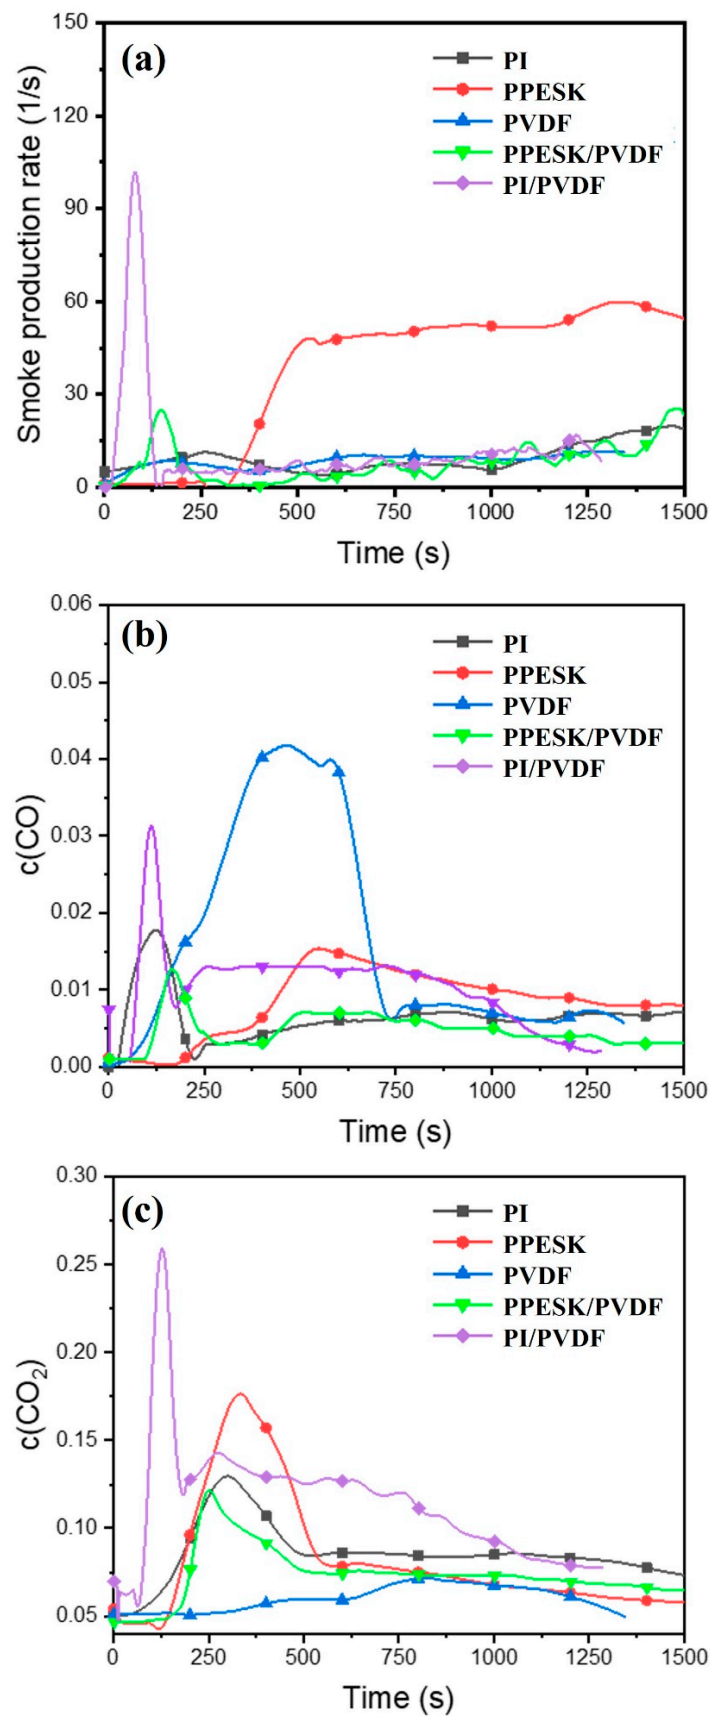 (a)
Smoke production rate (1/s)
150
120
90
60
30
0
PI
PPESK
PVDF
PPESK/PVDF
PI/PVDF
0 250 500 750 1000 1250 1500
Time (s)
(b)
c(CO)
0.06
0.05
0.04
0.03
0.02
0.01
0.00
PI
PPESK
PVDF
PPESK/PVDF
PI/PVDF
0 250 500 750 1000 1250 1500
Time (s)
(c)
c(CO₂)
0.30
0.25
0.20
0.15
0.10
0.05
PI
PPESK
PVDF
PPESK/PVDF
PI/PVDF
0 250 500 750 1000 1250 1500
Time (s)